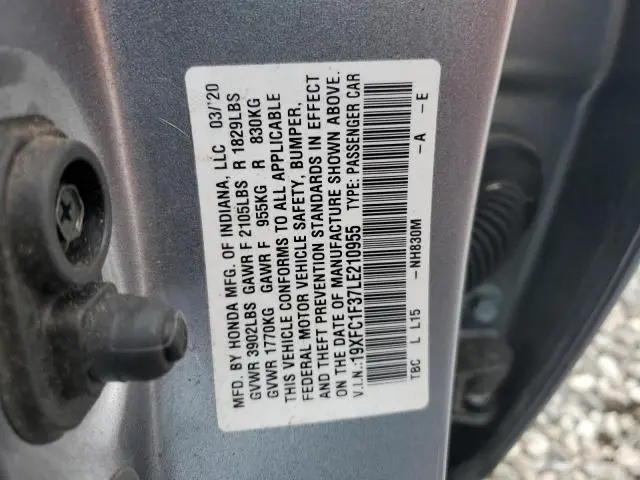 MFD. BY HONDA MFG. OF INDIANA, LLC 03/'20
GVWR 3902LBS GAWR F 2105LBS R 1829LBS
GVWR 1770KG GAWR F 955KG R 830KG
THIS VEHICLE CONFORMS TO ALL APPLICABLE
FEDERAL MOTOR VEHICLE SAFETY, BUMPER,
AND THEFT PREVENTION STANDARDS IN EFFECT
ON THE DATE OF MANUFACTURE SHOWN ABOVE.
V.I.N.:19XFC1F37LE210955 TYPE: PASSENGER CAR
TBC L L15 -NH830M -A -E